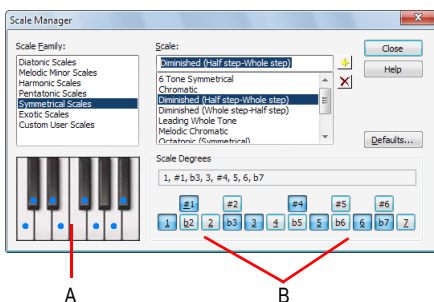 Scale Manager
Scale Family:
Diatonic Scales
Melodic Minor Scales
Harmonic Scales
Pentatonic Scales
Symmetrical Scales
Exotic Scales
Custom User Scales
Scale:
Diminished (Half step-Whole step)
6 Tone Symmetrical
Chromatic
Diminished (Half step-Whole step)
Diminished (Whole step-Half step)
Leading Whole Tone
Melodic Chromatic
Octatonic (Symmetrical)
Close
Help
Defaults...
Scale Degrees
1, #1, b3, 3, #4, 5, 6, b7
#1 #2 #4 #5 #6
1 b2 2 b3 3 4 b5 5 b6 6 b7 7
A
B